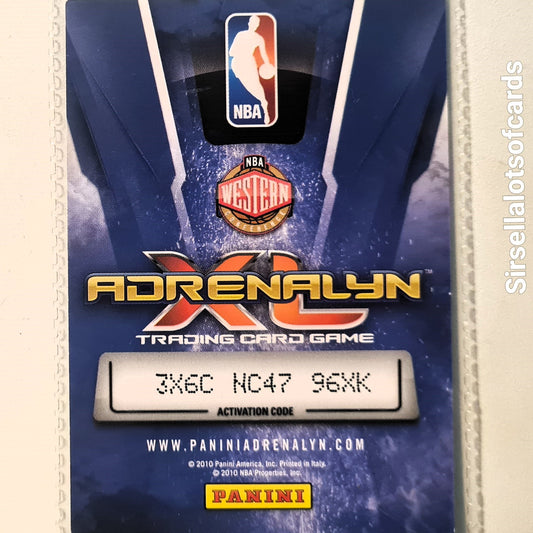 NBA
NBA
WESTERN
ADRENALYN™
XL
TRADING CARD GAME
3X6C NC47 96XK
ACTIVATION CODE
WWW.PANINIADRENALYN.COM
© 2010 Panini America, Inc. Printed in Italy.
© 2010 NBA Properties, Inc.
PANINI
Sirsellalotsofcards